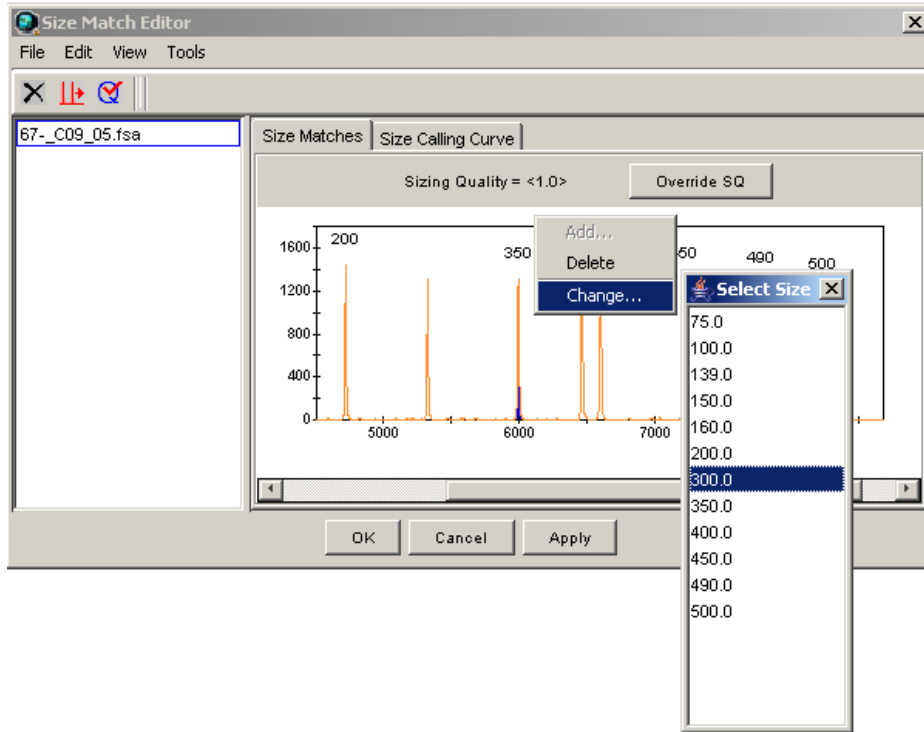 Size Match Editor
File Edit View Tools
67-_C09_05.fsa
Size Matches Size Calling Curve
Sizing Quality = <1.0> Override SQ
200 350 50 490 500
Add...
Delete
Change...
1600
1200
800
400
0
5000 6000 7000
Select Size
75.0
100.0
139.0
150.0
160.0
200.0
300.0
350.0
400.0
450.0
490.0
500.0
OK Cancel Apply